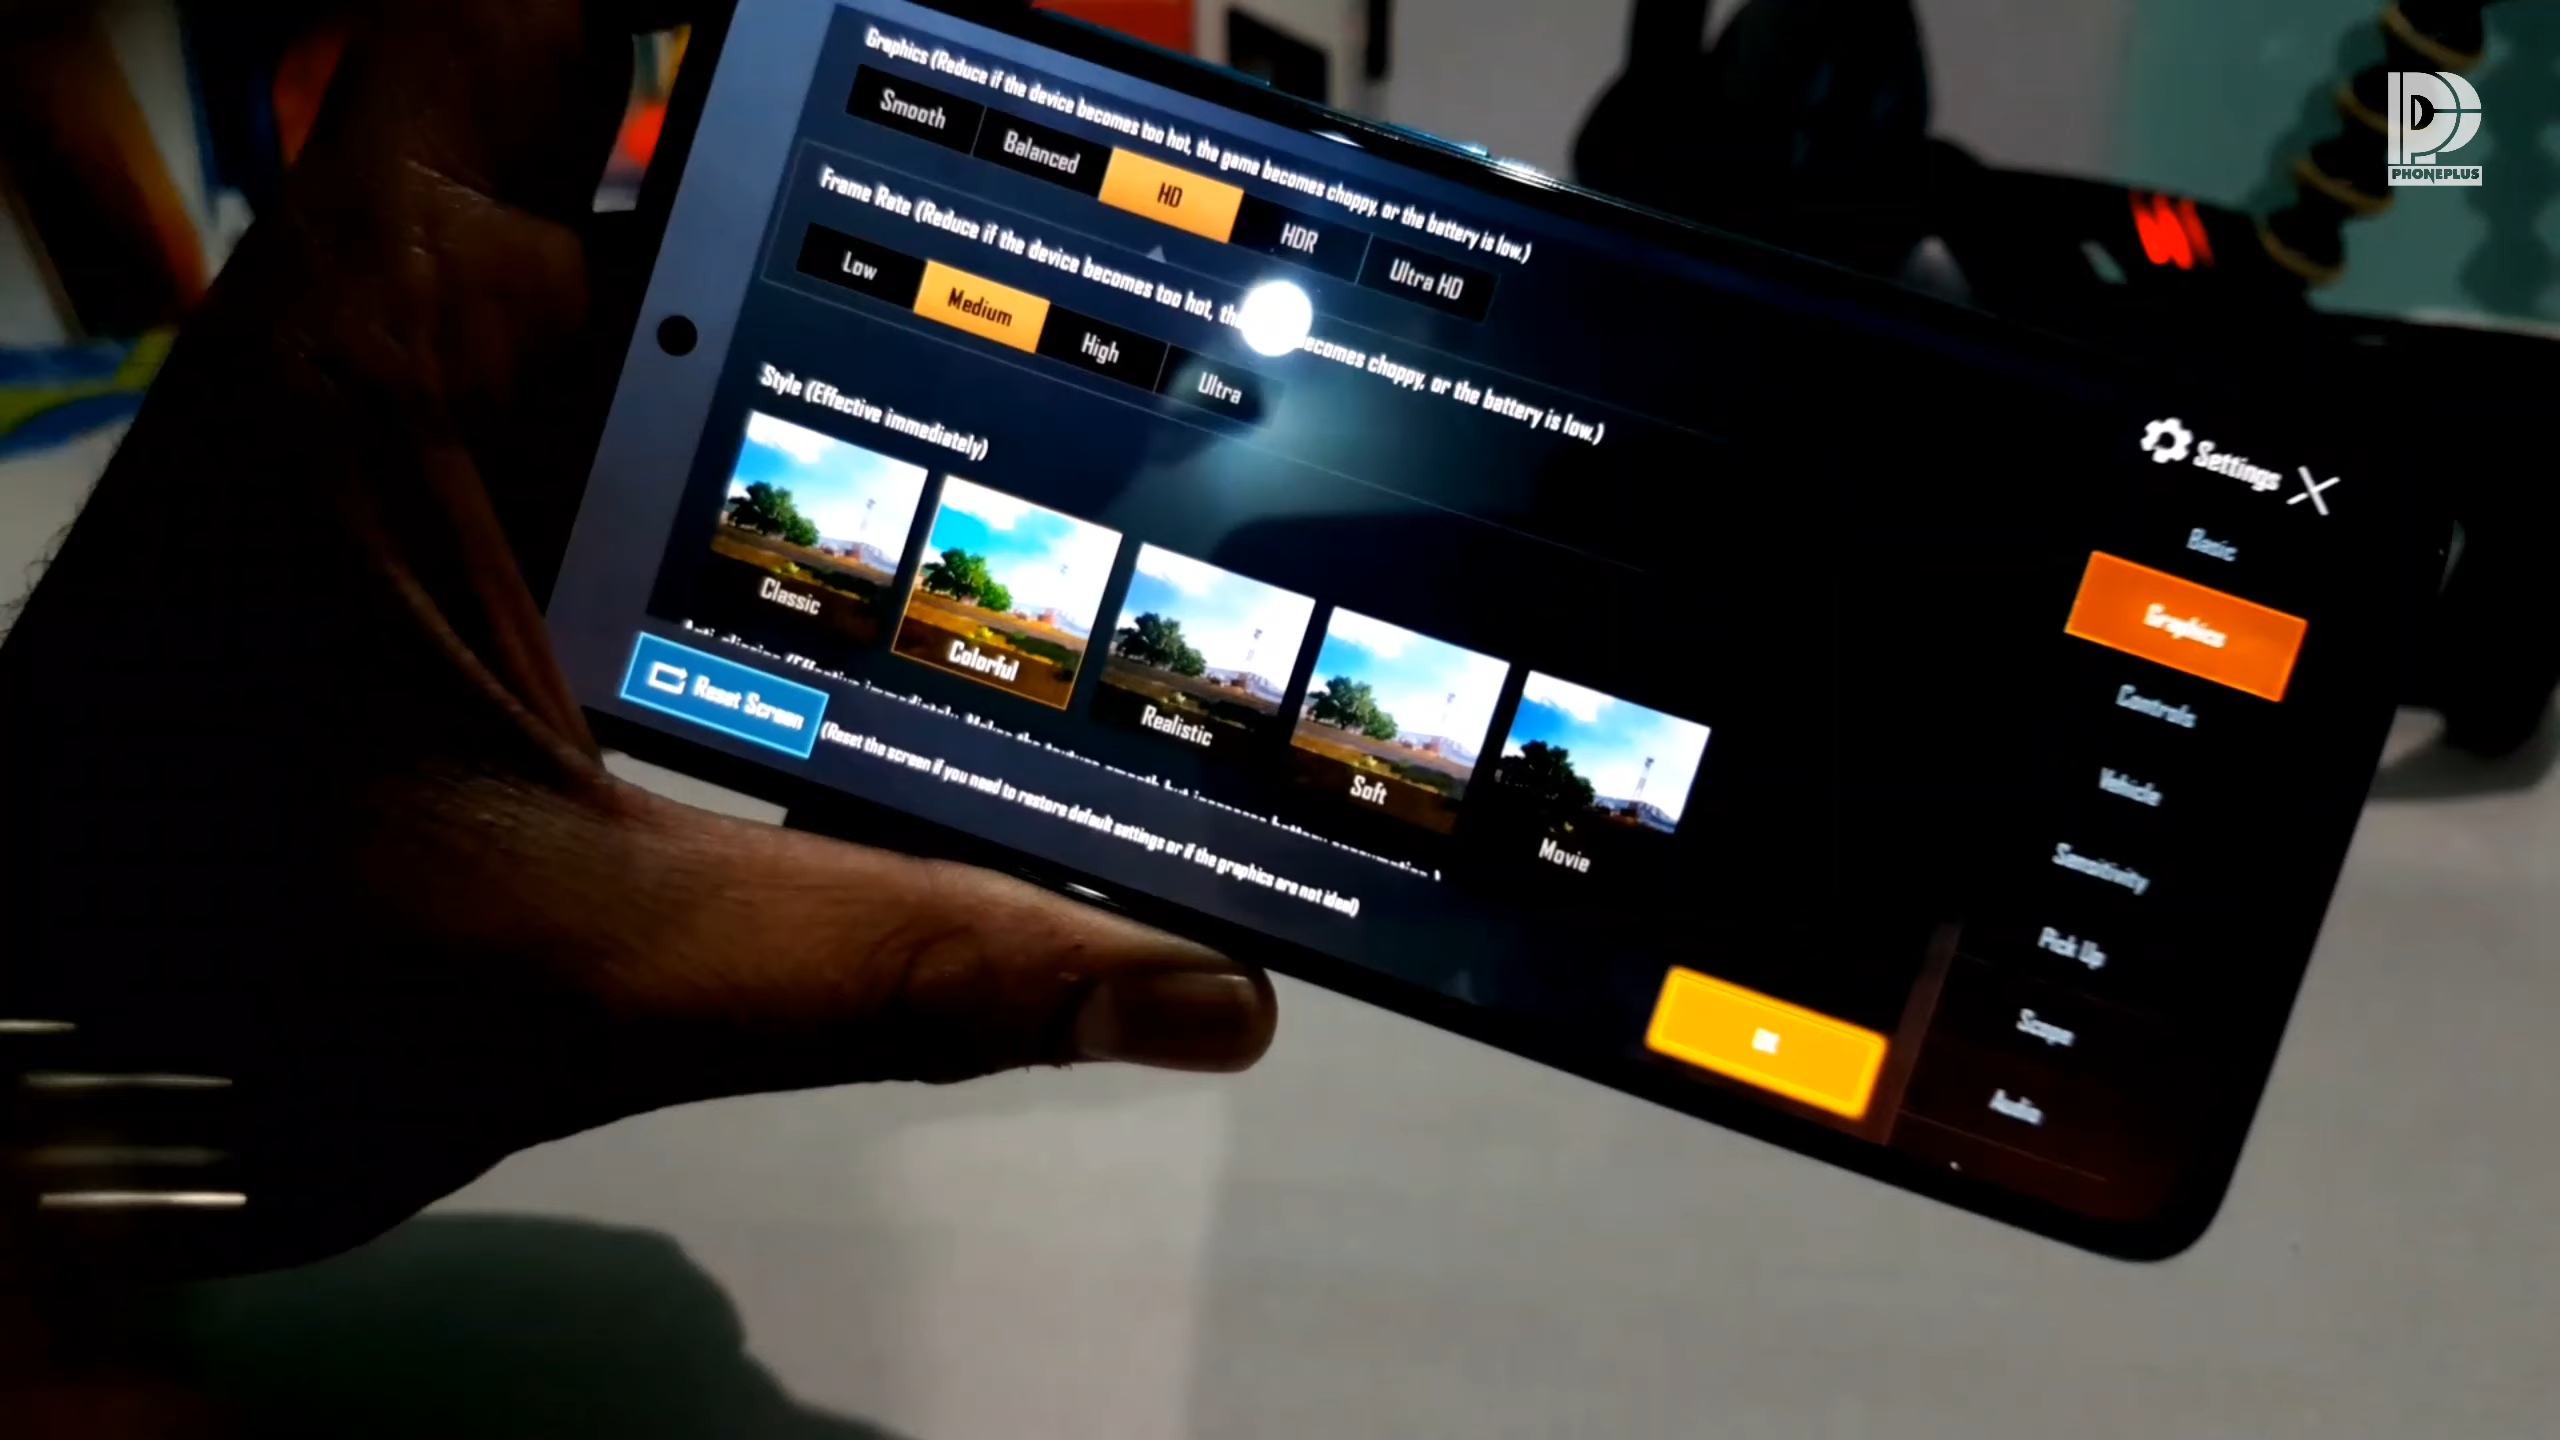 Graphics (Reduce if the device becomes too hot, the game becomes choppy, or the battery is low.)
Smooth Balanced HD HDR Ultra HD
Frame Rate (Reduce if the device becomes too hot, the becomes choppy, or the battery is low.)
Low Medium High Ultra
Style (Effective immediately)
Classic Colorful Realistic Soft Movie
Reset Screen
(Reset the screen if you need to restore default settings or if the graphics are not ideal)
Settings
Basic
Graphics
Controls
Vehicle
Sensitivity
Pick Up
Scope
Audio
OK
PHONEPLUS